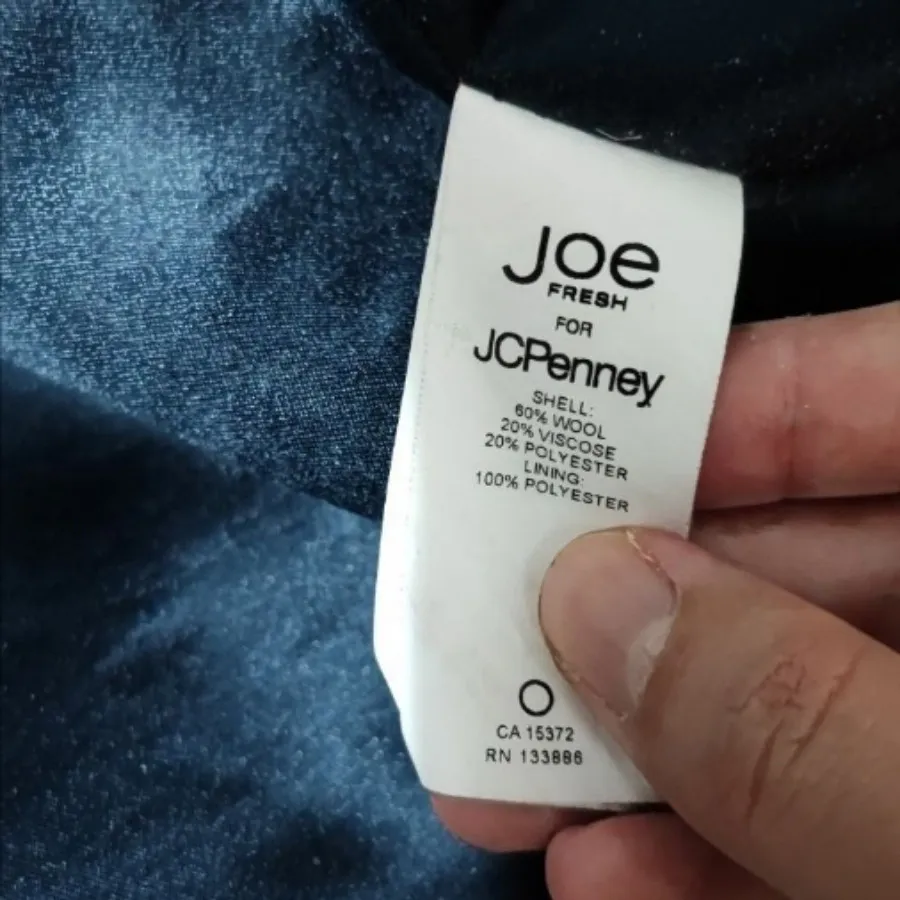 Joe
FRESH
FOR
JCPenney
SHELL:
60% WOOL
20% VISCOSE
20% POLYESTER
LINING:
100% POLYESTER
CA 15372
RN 133886